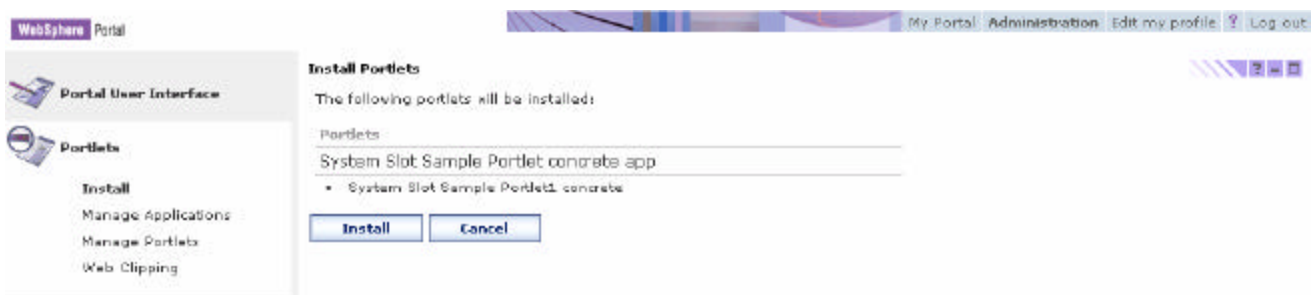 WebSphere Portal
My Portal Administration Edit my profile ? Log out
Portal User Interface
Portlets
Install
Manage Applications
Manage Portlets
Web Clipping
Install Portlets
?
The following portlets will be installed:
Portlets
System Slot Sample Portlet concrete app
• System Slot Sample Portlet1 concrete
Install Cancel